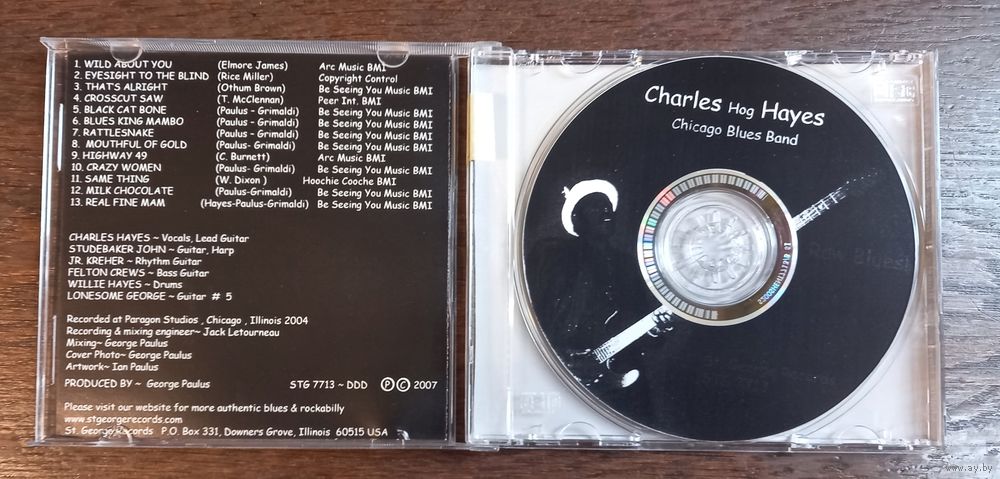 1. WILD ABOUT YOU (Elmore James) Arc Music BMI
2. EYESIGHT TO THE BLIND (Rice Miller) Copyright Control
3. THAT'S ALRIGHT (Othum Brown) Be Seeing You Music BMI
4. CROSSCUT SAW (T. McClennan) Peer Int. BMI
5. BLACK CAT BONE (Paulus - Grimaldi) Be Seeing You Music BMI
6. BLUES KING MAMBO (Paulus - Grimaldi) Be Seeing You Music BMI
7. RATTLESNAKE (Paulus - Grimaldi) Be Seeing You Music BMI
8. MOUTHFUL OF GOLD (Paulus- Grimaldi) Be Seeing You Music BMI
9. HIGHWAY 49 (C. Burnett) Arc Music BMI
10. CRAZY WOMEN (Paulus- Grimaldi) Be Seeing You Music BMI
11. SAME THING (W. Dixon ) Hoochie Cooche BMI
12. MILK CHOCOLATE (Paulus-Grimaldi) Be Seeing You Music BMI
13. REAL FINE MAM (Hayes-Paulus-Grimaldi) Be Seeing You Music BMI
CHARLES HAYES ~ Vocals, Lead Guitar
STUDEBAKER JOHN ~ Guitar, Harp
JR. KREHER ~ Rhythm Guitar
FELTON CREWS ~ Bass Guitar
WILLIE HAYES ~ Drums
LONESOME GEORGE ~ Guitar # 5
Recorded at Paragon Studios , Chicago , Illinois 2004
Recording & mixing engineer~ Jack Letourneau
Mixing~ George Paulus
Cover Photo~ George Paulus
Artwork~ Ian Paulus
PRODUCED BY ~ George Paulus STG 7713 ~ DDD Ⓟ © 2007
Please visit our website for more authentic blues & rockabilly
www.stgeorgerecords.com
St. George Records P.O. Box 331, Downers Grove, Illinois 60515 USA
Charles Hog Hayes
Chicago Blues Band
Raw Blues!
www.ay.by